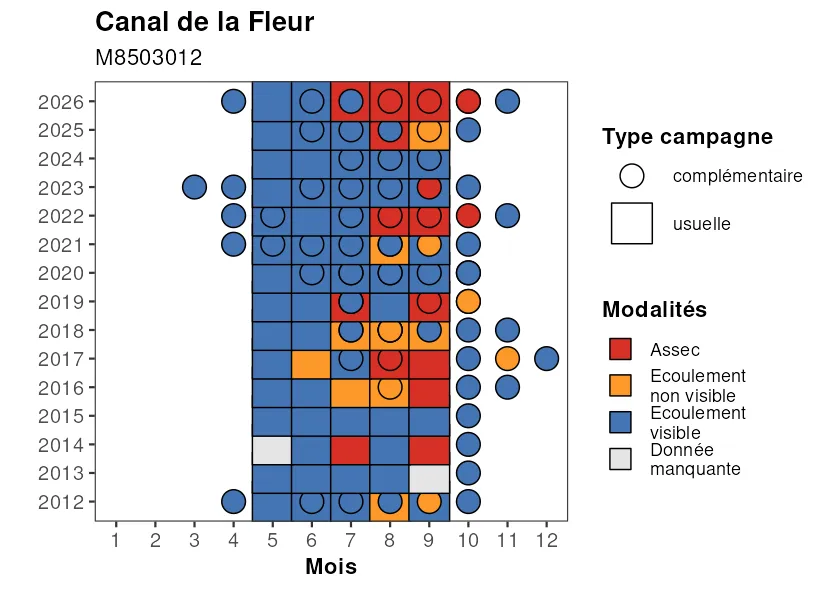 Canal de la Fleur
M8503012
2026
2025
2024
2023
2022
2021
2020
2019
2018
2017
2016
2015
2014
2013
2012
1 2 3 4 5 6 7 8 9 10 11 12
Mois
Type campagne
complémentaire
usuelle
Modalités
Assec
Ecoulement
non visible
Ecoulement
visible
Donnée
manquante